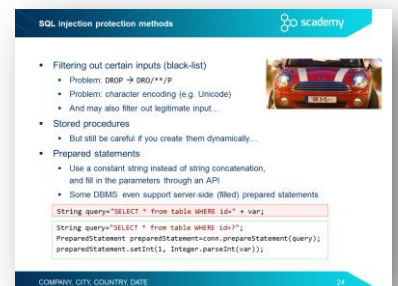 SQL injection protection methods
scademy
Filtering out certain inputs (black-list)
Problem: DROP → DRO/**/P
Problem: character encoding (e.g. Unicode)
And may also filter out legitimate input…
Stored procedures
But still be careful if you create them dynamically…
Prepared statements
Use a constant string instead of string concatenation,
and fill in the parameters through an API
Some DBMS even support server-side (filled) prepared statements
String query="SELECT * from table WHERE id=" + var;
String query="SELECT * from table WHERE id=?";
PreparedStatement preparedStatement=com.prepareStatement(query);
preparedStatement.setInt(1, Integer.parseInt(var));
COMPANY, CITY, COUNTRY, DATE
24